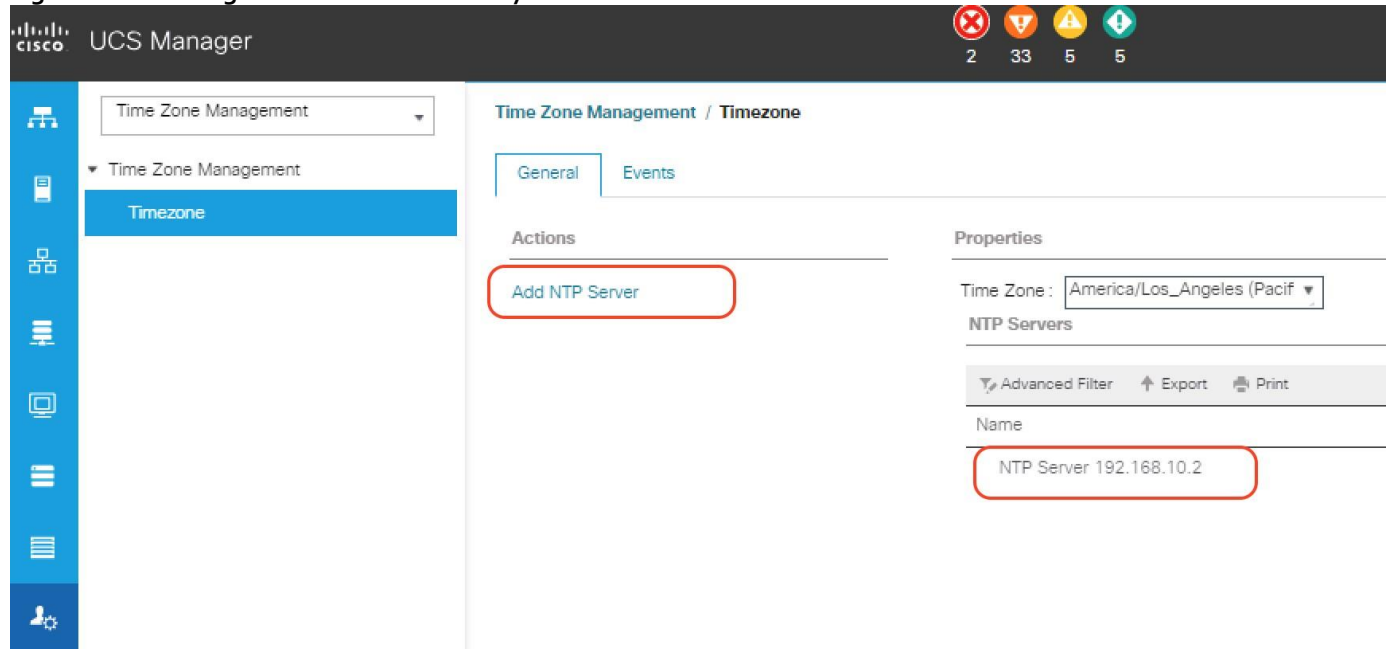 cisco UCS Manager
2 33 5 5
Time Zone Management
Time Zone Management
Timezone
Time Zone Management / Timezone
General Events
Actions
Add NTP Server
Properties
Time Zone : America/Los_Angeles (Pacif
NTP Servers
Advanced Filter Export Print
Name
NTP Server 192.168.10.2